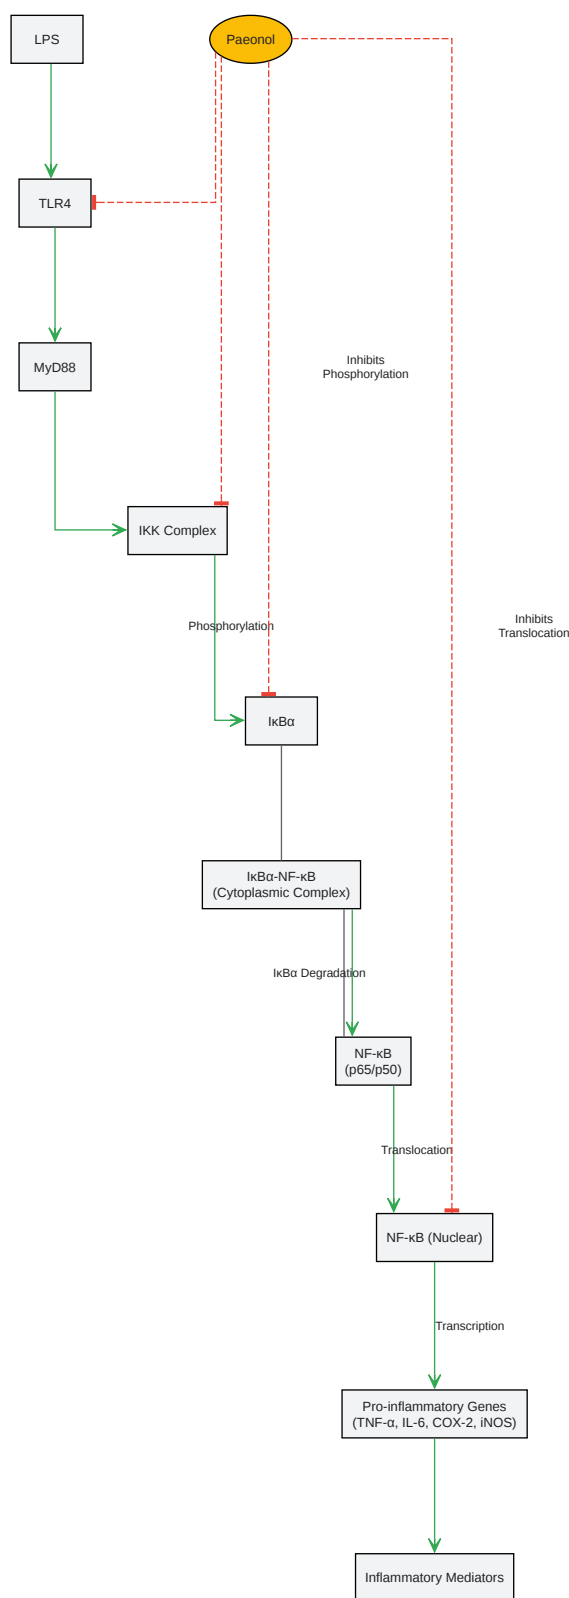 LPS
Paeonol
TLR4
Inhibits
Phosphorylation
MyD88
IKK Complex
Phosphorylation
Inhibits
Translocation
IκBα
IκBα-NF-κB
(Cytoplasmic Complex)
IκBα Degradation
NF-κB
(p65/p50)
Translocation
NF-κB (Nuclear)
Transcription
Pro-inflammatory Genes
(TNF-α, IL-6, COX-2, iNOS)
Inflammatory Mediators